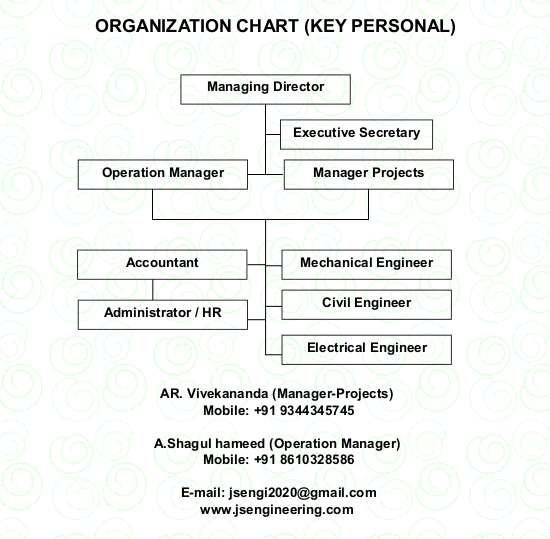 ORGANIZATION CHART (KEY PERSONAL)
Managing Director
Executive Secretary
Operation Manager
Manager Projects
Accountant
Mechanical Engineer
Administrator / HR
Civil Engineer
Electrical Engineer
AR. Vivekananda (Manager-Projects)
Mobile: +91 9344345745
A.Shagul hameed (Operation Manager)
Mobile: +91 8610328586
E-mail: jsengi2020@gmail.com
www.jsengineering.com